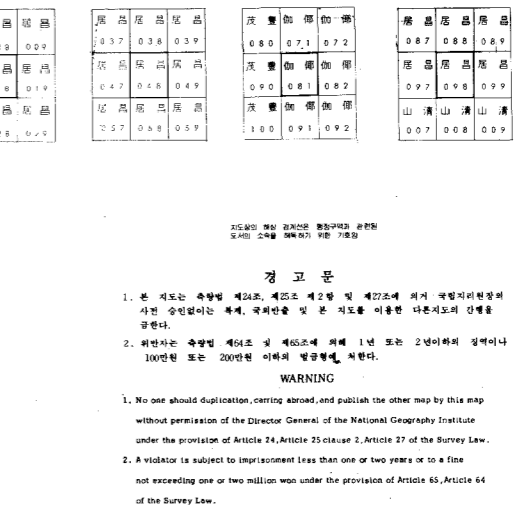 昌 居 昌
009
居 昌 居 昌 居 昌
037 038 039
茂 豊 伽 倻 伽 倻
080 071 072
居 昌 居 昌 居 昌
087 088 089
昌 居 昌
019
居 昌 居 昌 居 昌
047 048 049
茂 豊 伽 倻 伽 倻
090 081 082
居 昌 居 昌 居 昌
097 098 099
昌 居 昌
居 昌 居 昌 居 昌
057 058 059
茂 豊 伽 倻 伽 倻
100 091 092
山 清 山 清 山 清
007 008 009
지도상의 해상 경계선은 행정구역과 관련된
도서의 소속을 해독하기 위한 기호임
경 고 문
1. 본 지도는 측량법 제24조, 제25조 제2항 및 제27조에 의거 국립지리원장의
사전 승인없이는 복제, 국외반출 및 본 지도를 이용한 다른지도의 간행을
금한다.
2. 위반자는 측량법 제64조 및 제65조에 의해 1년 또는 2년이하의 징역이나
100만원 또는 200만원 이하의 벌금형에 처한다.
WARNING
1. No one should duplication, carring abroad, and publish the other map by this map
without permission of the Director General of the National Geography Institute
under the provision of Article 24, Article 25 clause 2, Article 27 of the Survey Law.
2. A violator is subject to imprisonment less than one or two years or to a fine
not exceeding one or two million won under the provision of Article 65, Article 64
of the Survey Law.